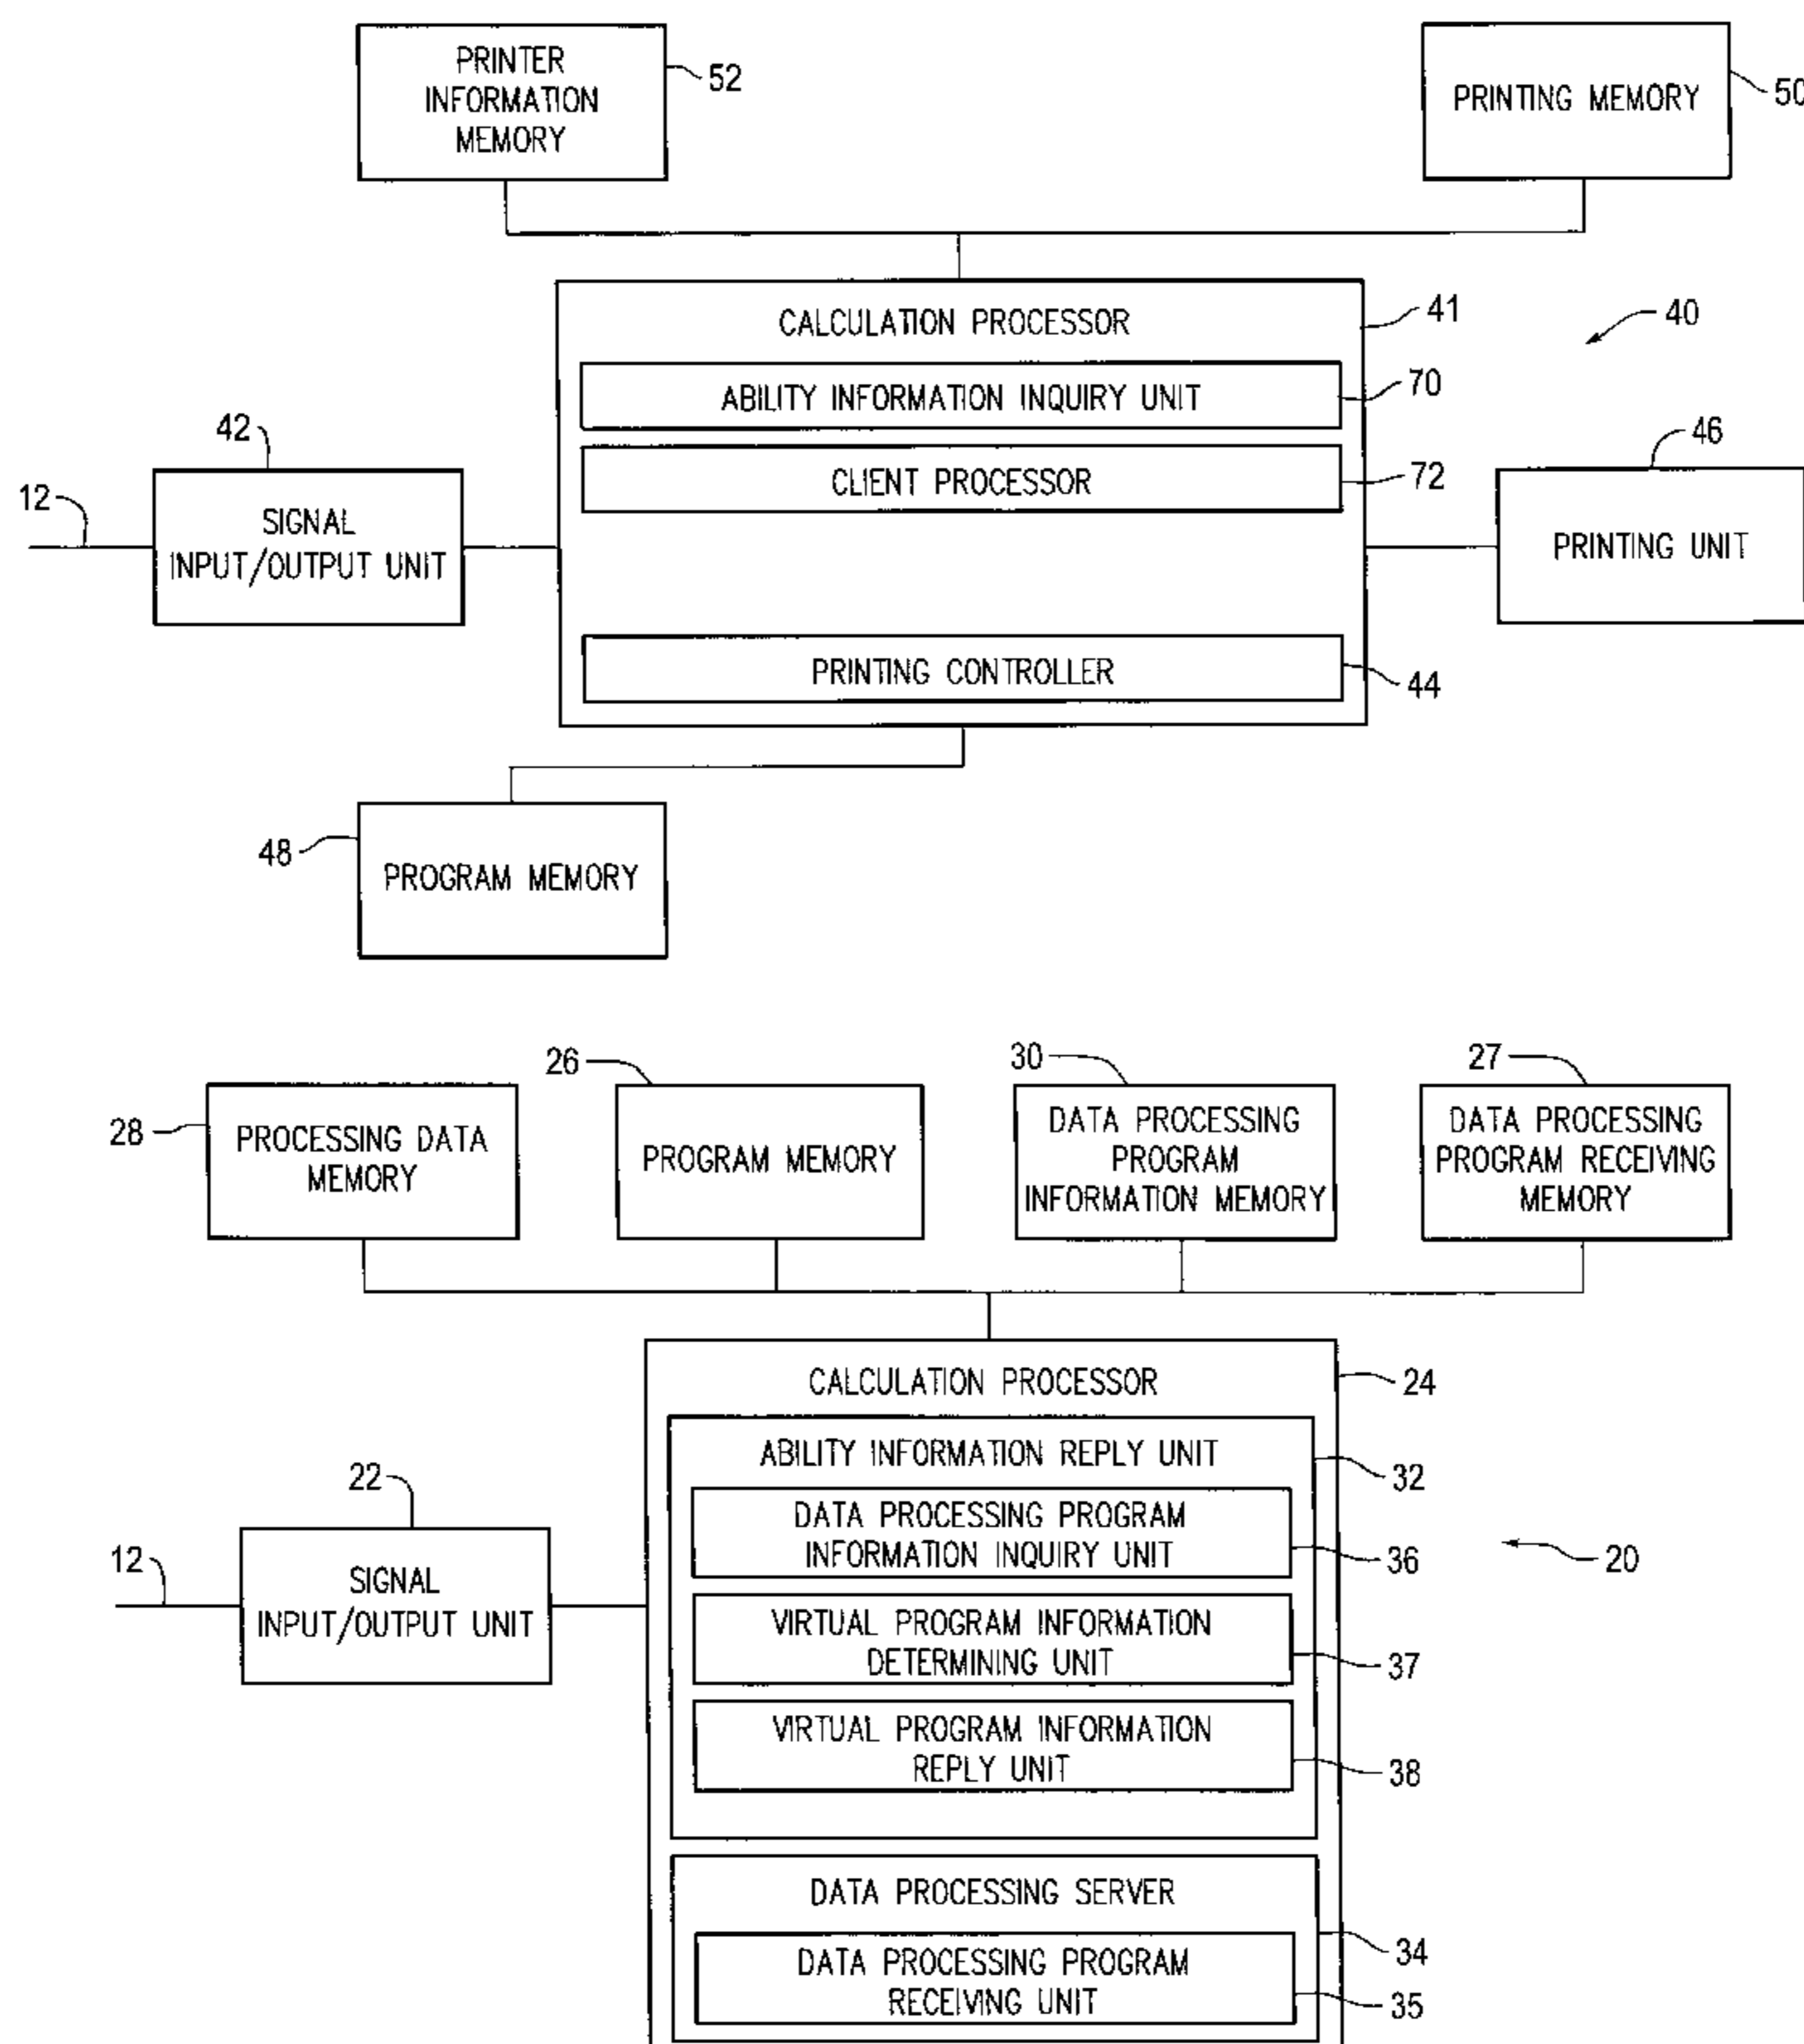 PRINTER
INFORMATION
MEMORY
52
PRINTING MEMORY
50
CALCULATION PROCESSOR
41
40
ABILITY INFORMATION INQUIRY UNIT
70
42
CLIENT PROCESSOR
72
46
12
SIGNAL
INPUT/OUTPUT UNIT
PRINTING UNIT
PRINTING CONTROLLER
44
48
PROGRAM MEMORY
28
PROCESSING DATA
MEMORY
26
PROGRAM MEMORY
30
DATA PROCESSING
PROGRAM
INFORMATION MEMORY
27
DATA PROCESSING
PROGRAM RECEIVING
MEMORY
CALCULATION PROCESSOR
24
ABILITY INFORMATION REPLY UNIT
32
22
DATA PROCESSING PROGRAM
INFORMATION INQUIRY UNIT
36
20
12
SIGNAL
INPUT/OUTPUT UNIT
VIRTUAL PROGRAM INFORMATION
DETERMINING UNIT
37
VIRTUAL PROGRAM INFORMATION
REPLY UNIT
38
DATA PROCESSING SERVER
34
DATA PROCESSING PROGRAM
RECEIVING UNIT
35